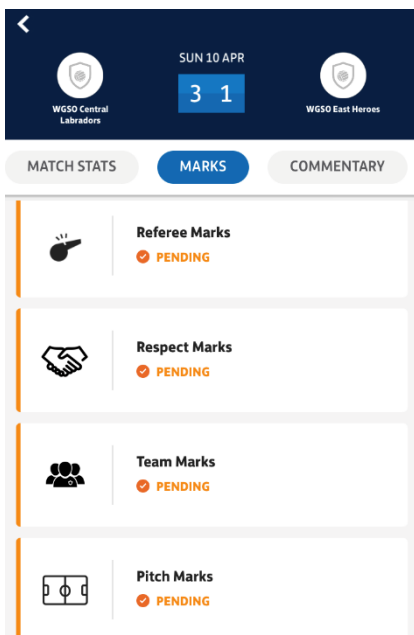 SUN 10 APR
3 1
WGSO Central
Labradors
WGSO East Heroes
MATCH STATS
MARKS
COMMENTARY
Referee Marks
PENDING
Respect Marks
PENDING
Team Marks
PENDING
Pitch Marks
PENDING